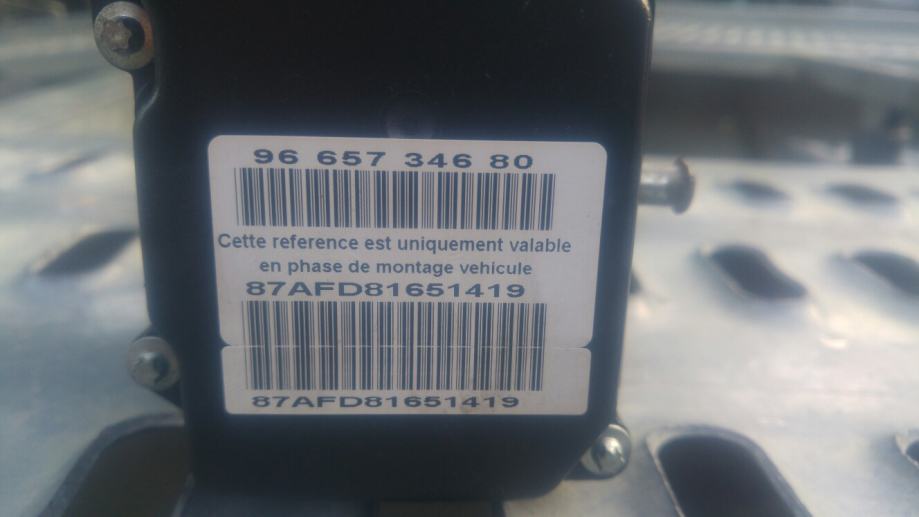 96 657 346 80
Cette reference est uniquement valable
en phase de montage vehicule
87AFD81651419
87AFD81651419